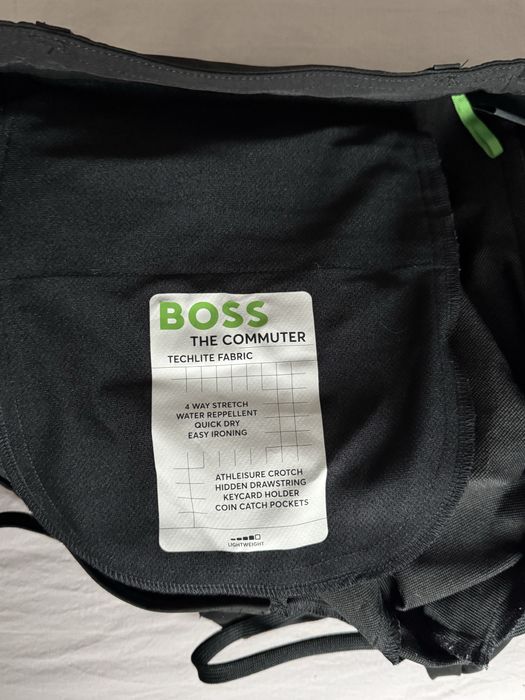 BOSS
THE COMMUTER
TECHLITE FABRIC
4 WAY STRETCH
WATER REPPELLENT
QUICK DRY
EASY IRONING
ATHLEISURE CROTCH
HIDDEN DRAWSTRING
KEYCARD HOLDER
COIN CATCH POCKETS
LIGHTWEIGHT